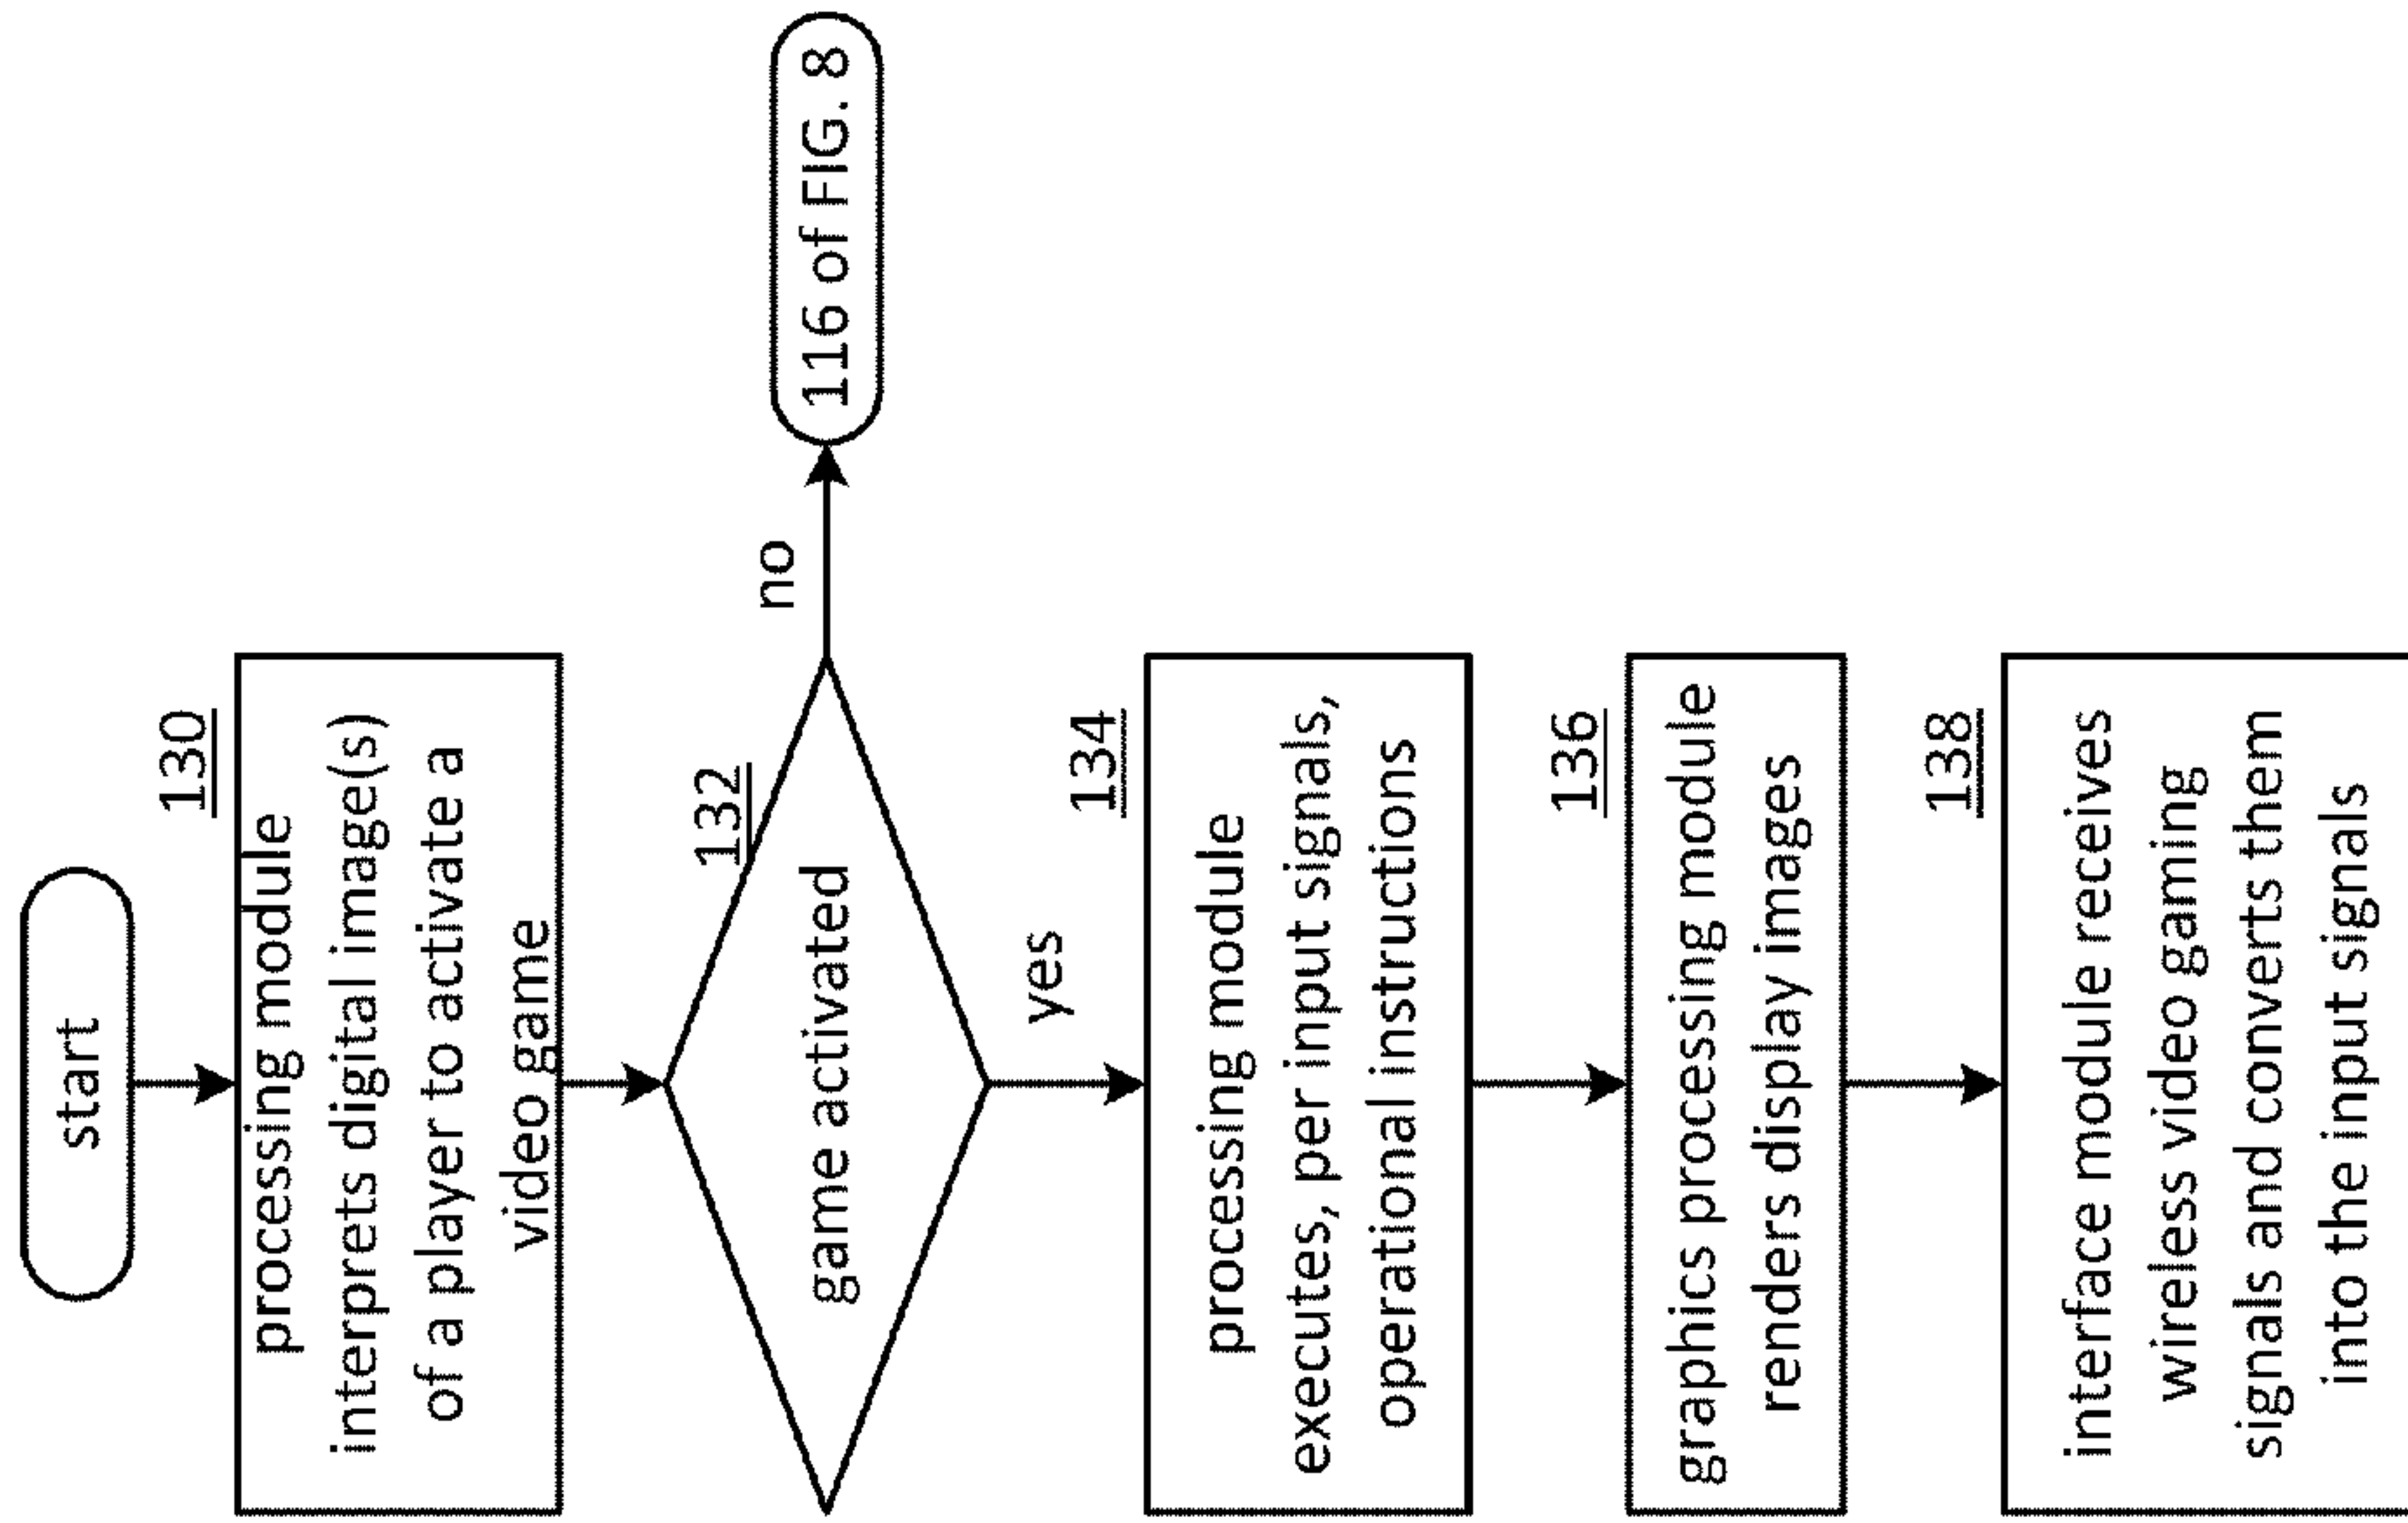 start
130
processing module
interprets digital image(s)
of a player to activate a
video game
132
game activated
no
116 of FIG. 8
yes
134
processing module
executes, per input signals,
operational instructions
136
graphics processing module
renders display images
138
interface module receives
wireless video gaming
signals and converts them
into the input signals